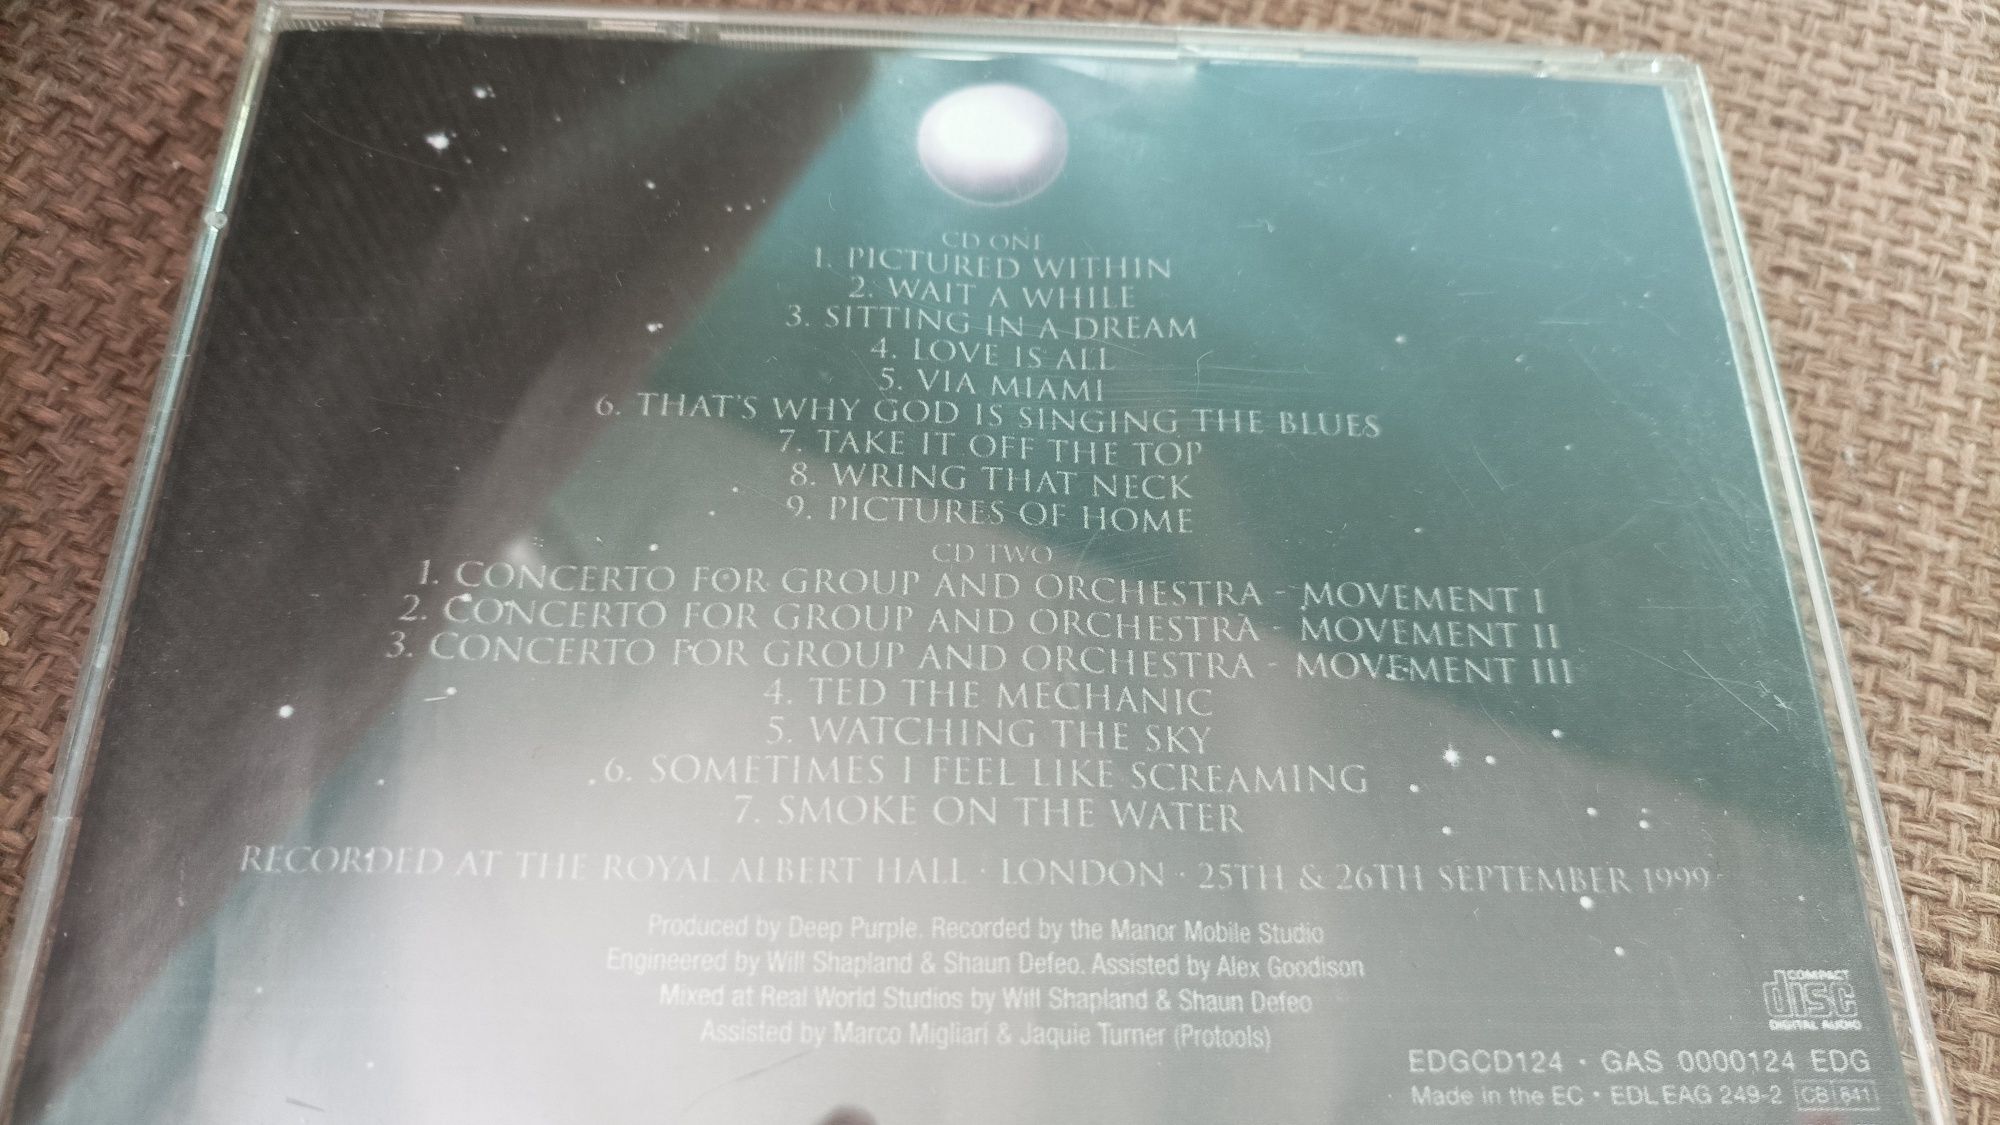 CD ONE
1. PICTURED WITHIN
2. WAIT A WHILE
3. SITTING IN A DREAM
4. LOVE IS ALL
5. VIA MIAMI
6. THAT'S WHY GOD IS SINGING THE BLUES
7. TAKE IT OFF THE TOP
8. WRING THAT NECK
9. PICTURES OF HOME
CD TWO
1. CONCERTO FOR GROUP AND ORCHESTRA - MOVEMENT I
2. CONCERTO FOR GROUP AND ORCHESTRA - MOVEMENT II
3. CONCERTO FOR GROUP AND ORCHESTRA - MOVEMENT III
4. TED THE MECHANIC
5. WATCHING THE SKY
6. SOMETIMES I FEEL LIKE SCREAMING
7. SMOKE ON THE WATER
RECORDED AT THE ROYAL ALBERT HALL · LONDON · 25TH & 26TH SEPTEMBER 1999
Produced by Deep Purple. Recorded by the Manor Mobile Studio
Engineered by Will Shapland & Shaun Defeo. Assisted by Alex Goodison
Mixed at Real World Studios by Will Shapland & Shaun Defeo
Assisted by Marco Migliari & Jaquie Turner (Protools)
COMPACT
disc
DIGITAL AUDIO
EDGCD124 · GAS 0000124 EDG
Made in the EC · EDL EAG 249-2 CB 841